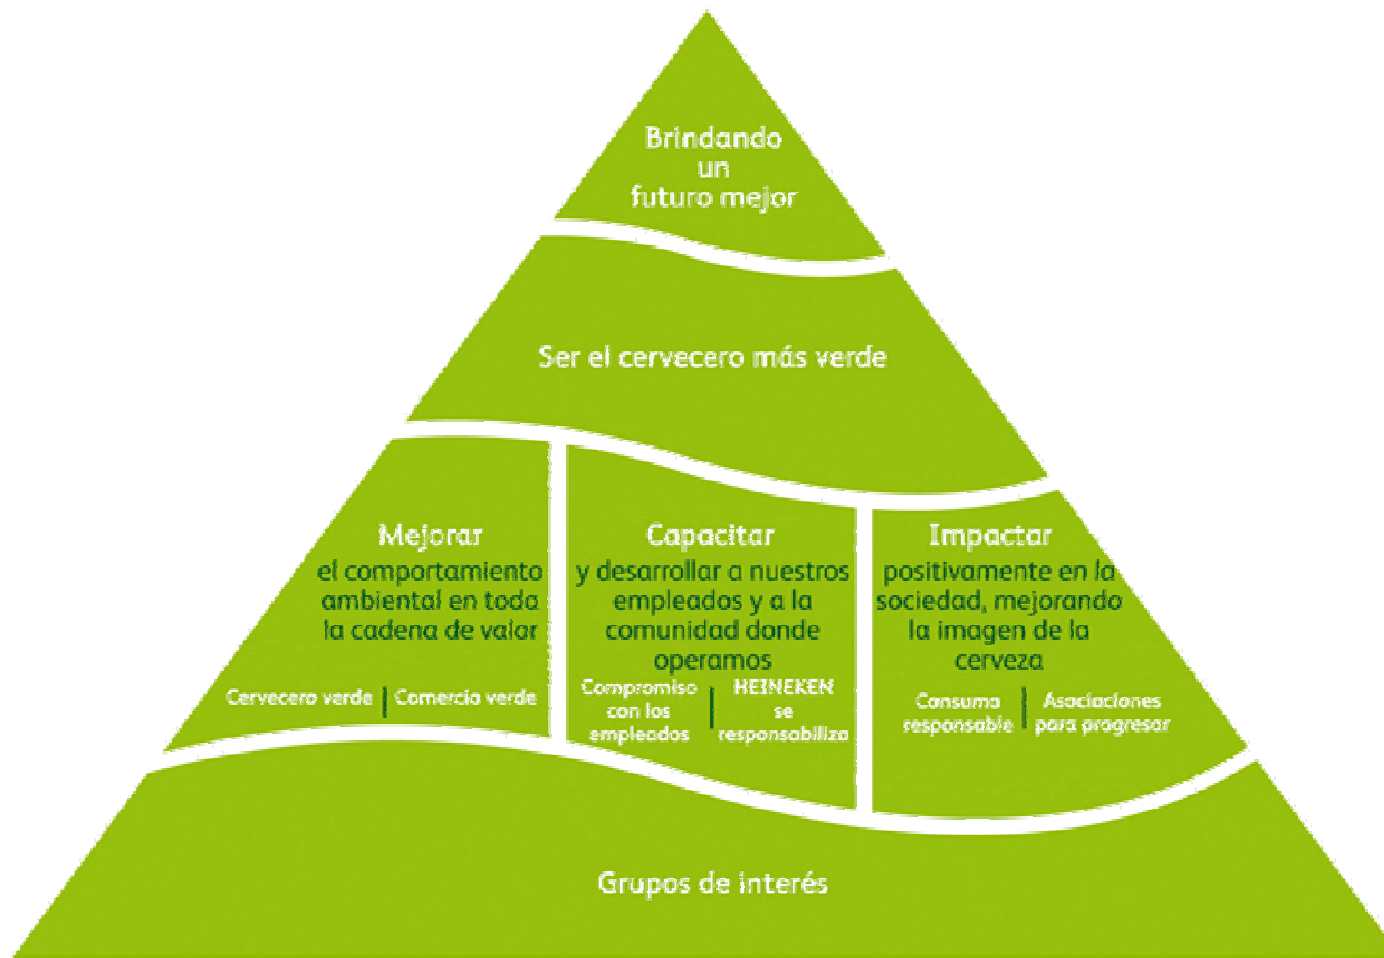 Brindando
un
futuro mejor
Ser el cervecero más verde
Mejorar
el comportamiento
ambiental en toda
la cadena de valor
Cervecero verde | Comercio verde
Capacitar
y desarrollar a nuestros
empleados y a la
comunidad donde
operamos
Compromiso
con los
empleados
HEINEKEN
se
responsabiliza
Impactar
positivamente en la
sociedad, mejorando
la imagen de la
cerveza
Consumo
responsable
Asociaciones
para progresar
Grupos de interés